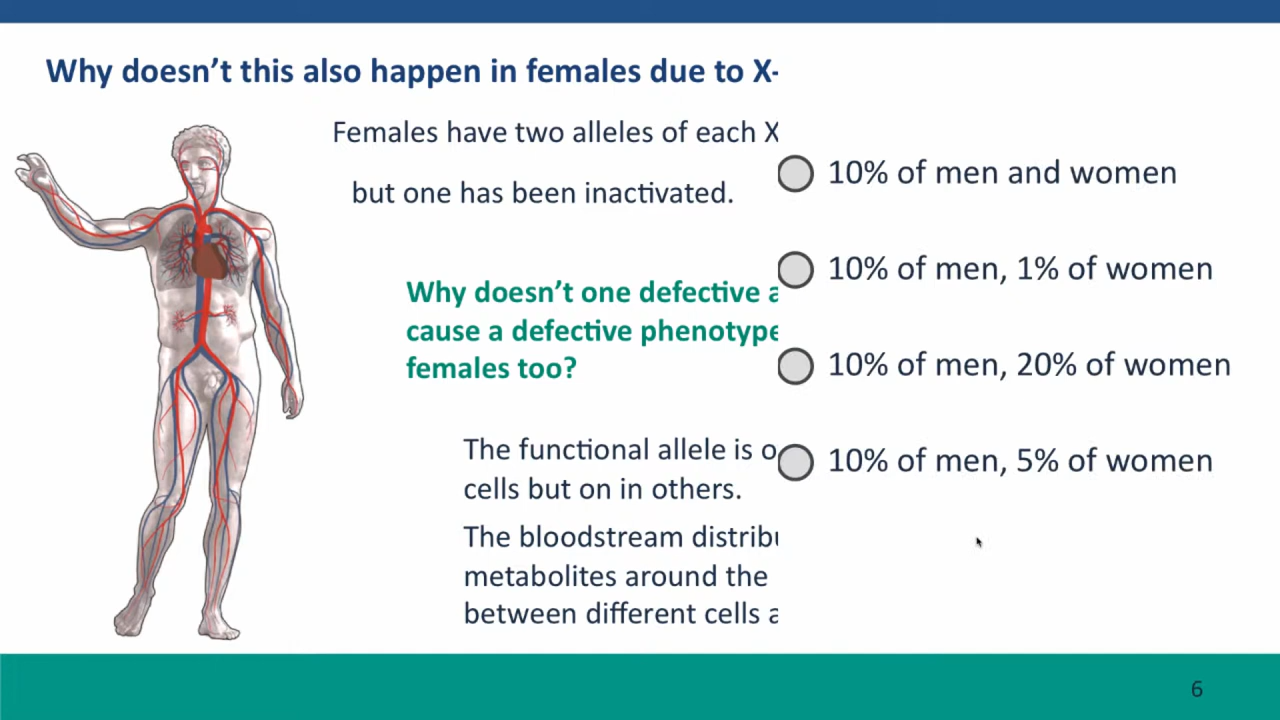 Why doesn’t this also happen in females due to X-
Females have two alleles of each X
but one has been inactivated.
Why doesn’t one defective
cause a defective phenotype
females too?
The functional allele is
cells but on in others.
The bloodstream
metabolites around the
between different cells
10% of men and women
10% of men, 1% of women
10% of men, 20% of women
10% of men, 5% of women
6